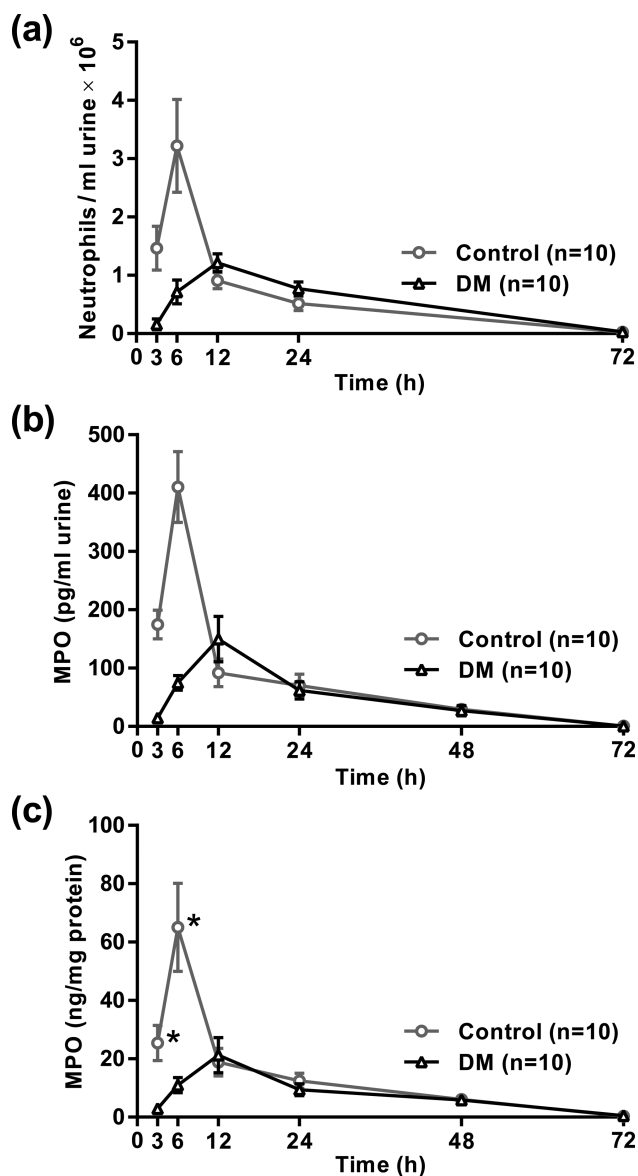 (a)
Neutrophils / ml urine × 10⁶
5
4
3
2
1
0
Control (n=10)
DM (n=10)
0 3 6 12 24 72
Time (h)
(b)
MPO (pg/ml urine)
500
400
300
200
100
0
Control (n=10)
DM (n=10)
0 3 6 12 24 48 72
Time (h)
(c)
MPO (ng/mg protein)
100
80
60
40
20
0
*
*
Control (n=10)
DM (n=10)
0 3 6 12 24 48 72
Time (h)